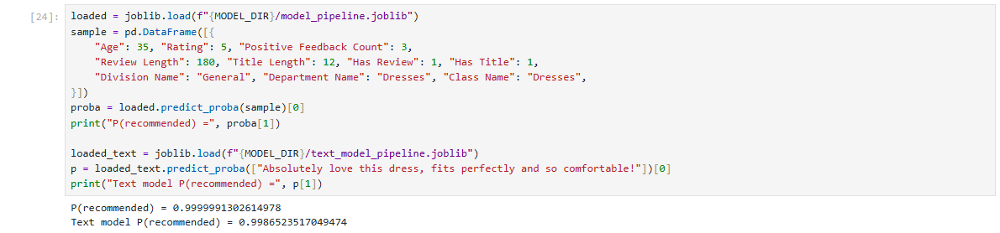 [24]: loaded = joblib.load(f"{MODEL_DIR}/model_pipeline.joblib")
sample = pd.DataFrame([{
    "Age": 35, "Rating": 5, "Positive Feedback Count": 3,
    "Review Length": 180, "Title Length": 12, "Has Review": 1, "Has Title": 1,
    "Division Name": "General", "Department Name": "Dresses", "Class Name": "Dresses",
}])
proba = loaded.predict_proba(sample)[0]
print("P(recommended) =", proba[1])

loaded_text = joblib.load(f"{MODEL_DIR}/text_model_pipeline.joblib")
p = loaded_text.predict_proba(["Absolutely love this dress, fits perfectly and so comfortable!"])[0]
print("Text model P(recommended) =", p[1])
P(recommended) = 0.9999991302614978
Text model P(recommended) = 0.9986523517049474